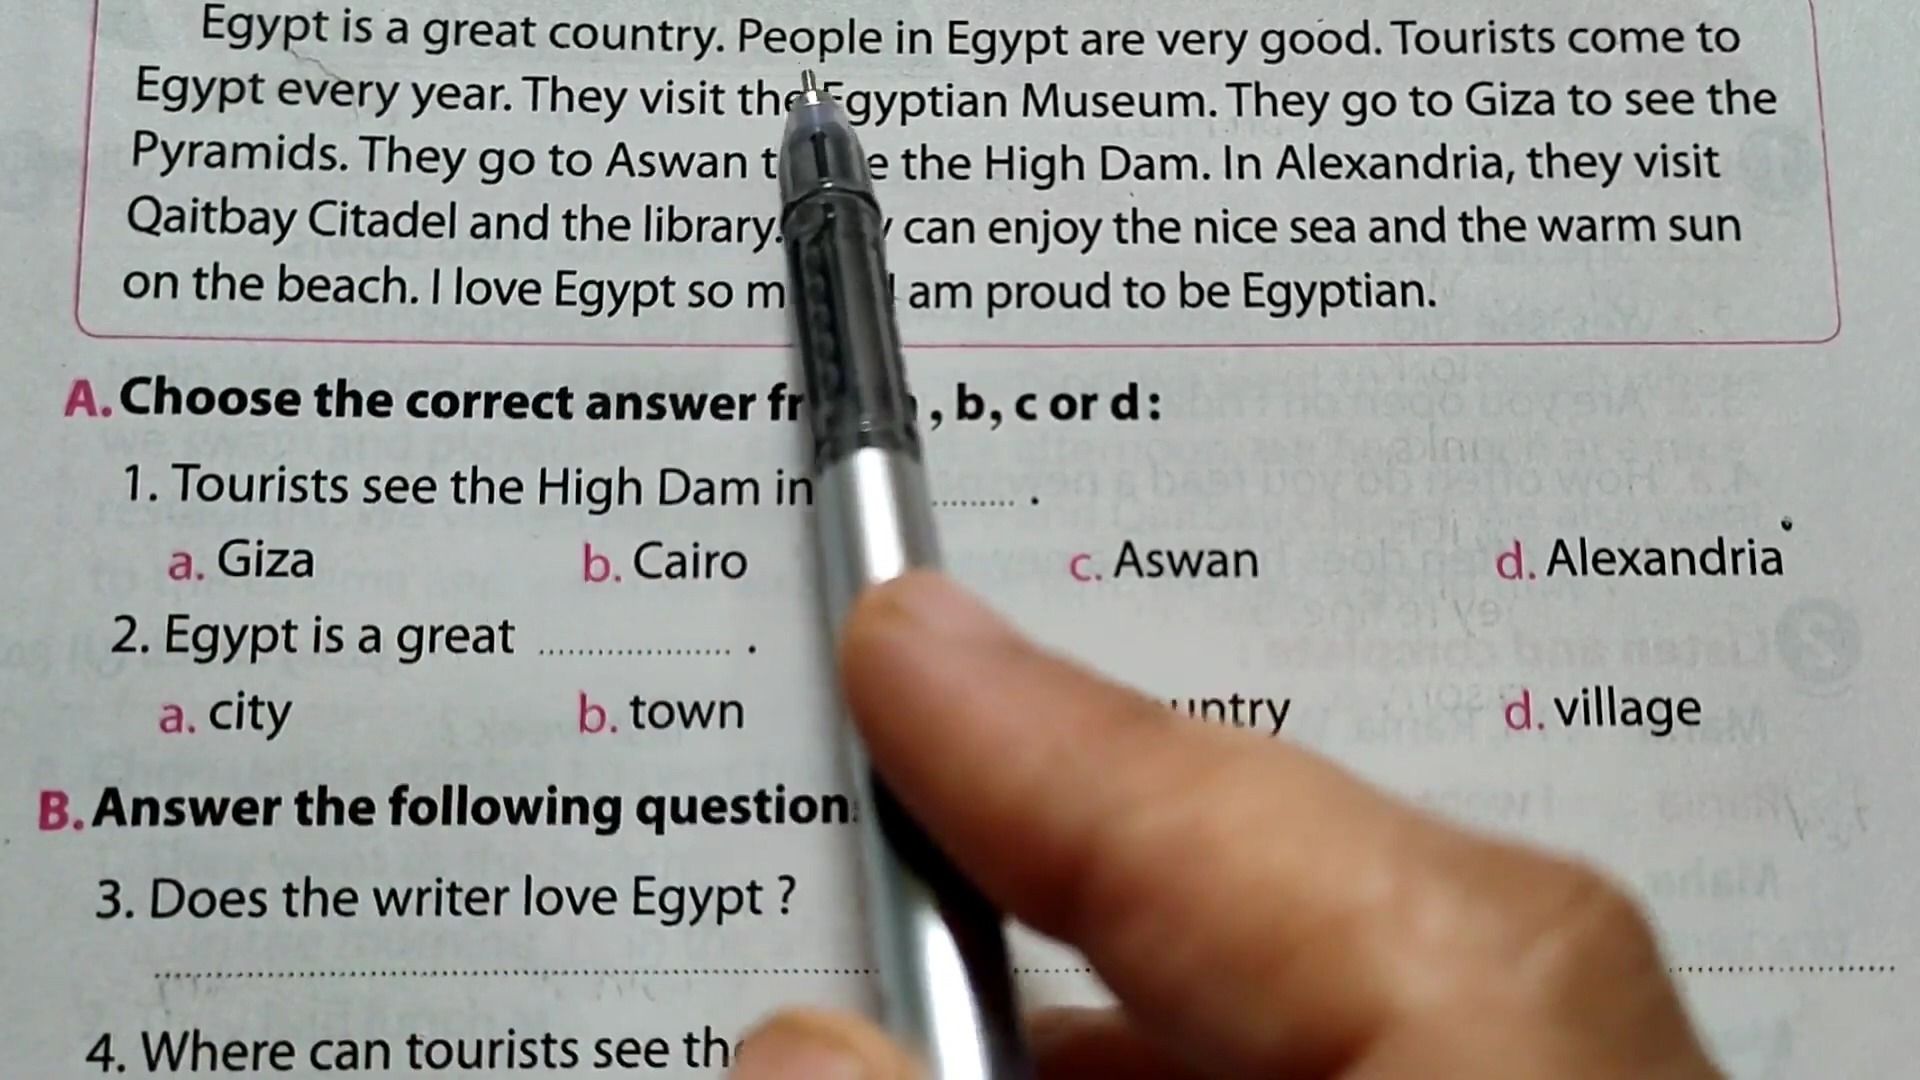 Egypt is a great country. People in Egypt are very good. Tourists come to
Egypt every year. They visit the Egyptian Museum. They go to Giza to see the
Pyramids. They go to Aswan the High Dam. In Alexandria, they visit
Qaitbay Citadel and the library. can enjoy the nice sea and the warm sun
on the beach. I love Egypt so I am proud to be Egyptian.
A. Choose the correct answer , b, c or d:
1. Tourists see the High Dam in .......... .
a. Giza b. Cairo c. Aswan d. Alexandria
2. Egypt is a great .................... .
a. city b. town d. village
B. Answer the following
3. Does the writer love Egypt ?
4. Where can tourists see